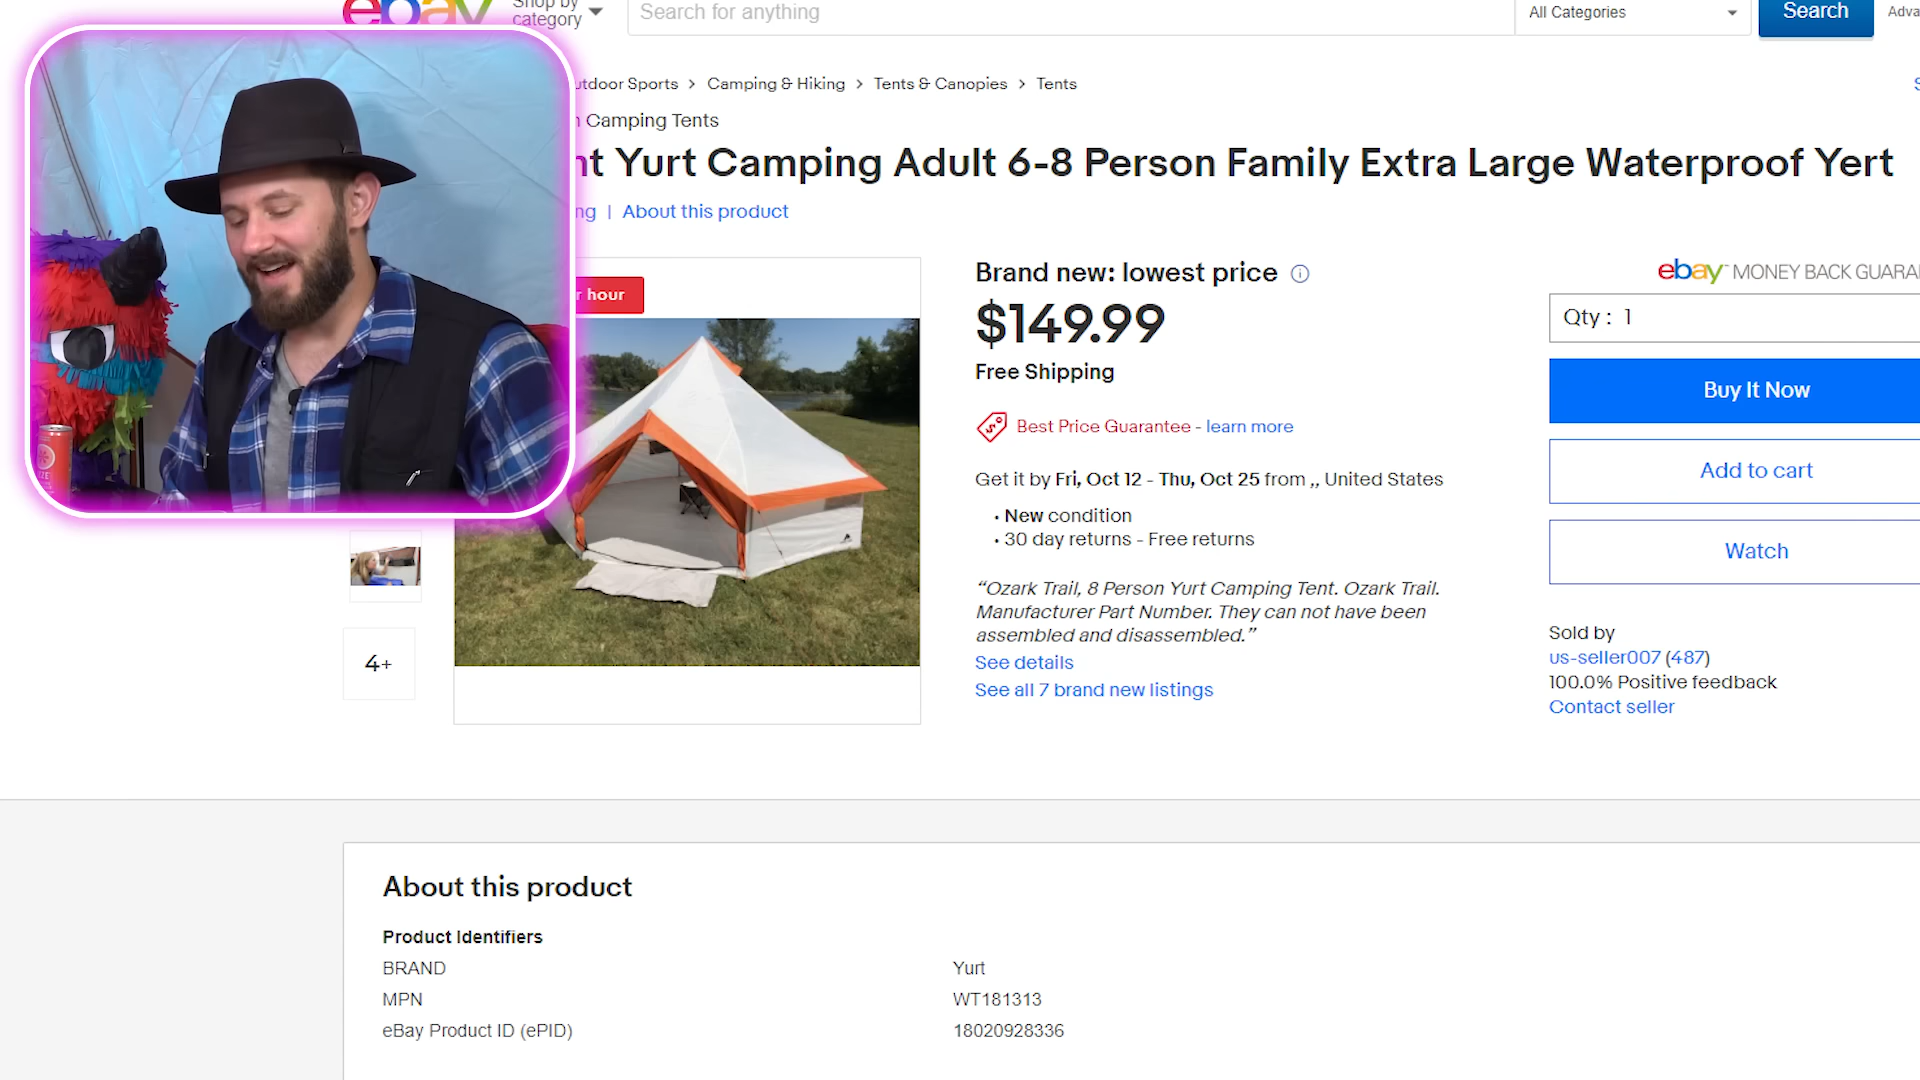 ebay
Shop by
category
Search for anything
All Categories
Search
Adva
utdoor Sports > Camping & Hiking > Tents & Canopies > Tents
n Camping Tents
nt Yurt Camping Adult 6-8 Person Family Extra Large Waterproof Yert
ng | About this product
r hour
Brand new: lowest price
$149.99
Free Shipping
Best Price Guarantee - learn more
Get it by Fri, Oct 12 - Thu, Oct 25 from ,, United States
• New condition
• 30 day returns - Free returns
“Ozark Trail, 8 Person Yurt Camping Tent. Ozark Trail.
Manufacturer Part Number. They can not have been
assembled and disassembled.”
See details
See all 7 brand new listings
ebay™ MONEY BACK GUARA
Qty : 1
Buy It Now
Add to cart
Watch
Sold by
us-seller007 (487)
100.0% Positive feedback
Contact seller
4+
About this product
Product Identifiers
BRAND Yurt
MPN WT181313
eBay Product ID (ePID) 18020928336